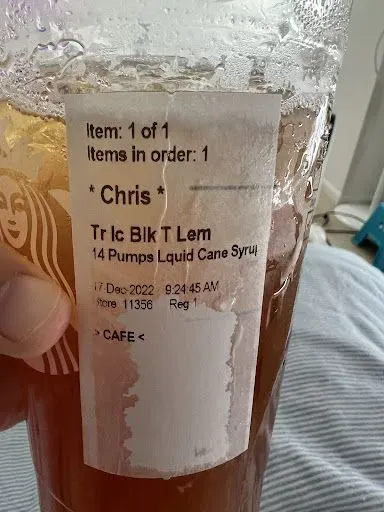 Item: 1 of 1
Items in order: 1
* Chris *
Tr Ic Blk T Lem
14 Pumps Lquid Cane Syrup
17 Dec 2022 9:24:45 AM
Store: 11356 Reg 1
> CAFE <